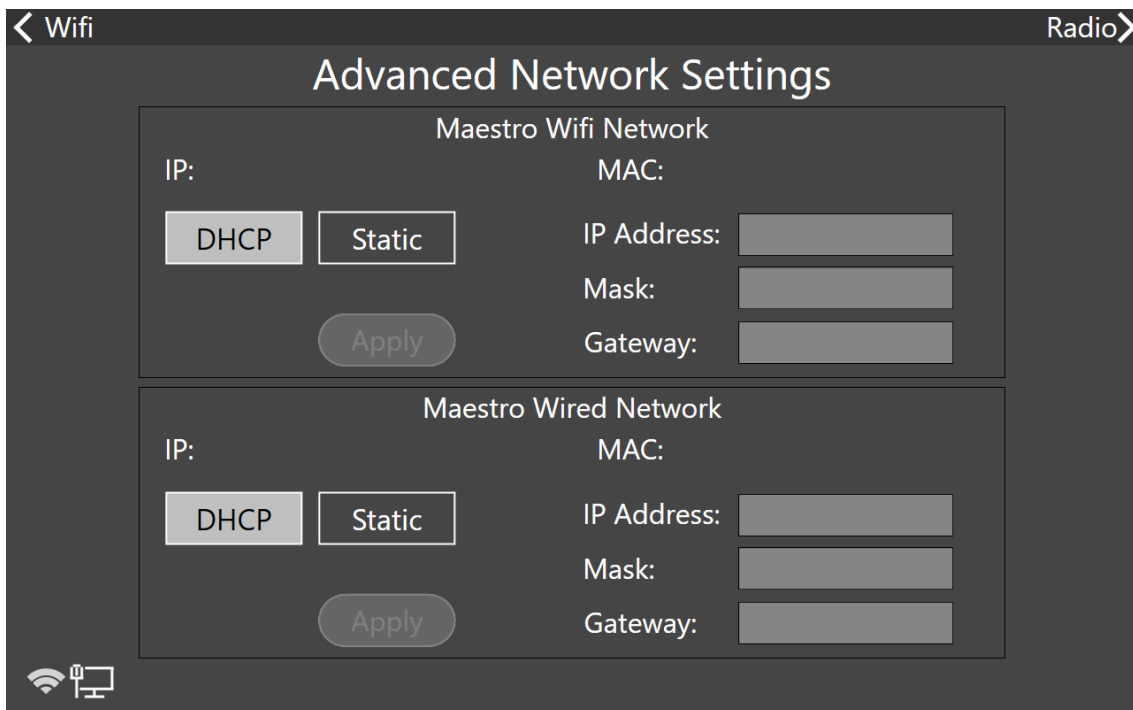 Wifi
Radio
Advanced Network Settings
Maestro Wifi Network
IP:
MAC:
DHCP
Static
IP Address:
Mask:
Apply
Gateway:
Maestro Wired Network
IP:
MAC:
DHCP
Static
IP Address:
Mask:
Apply
Gateway: